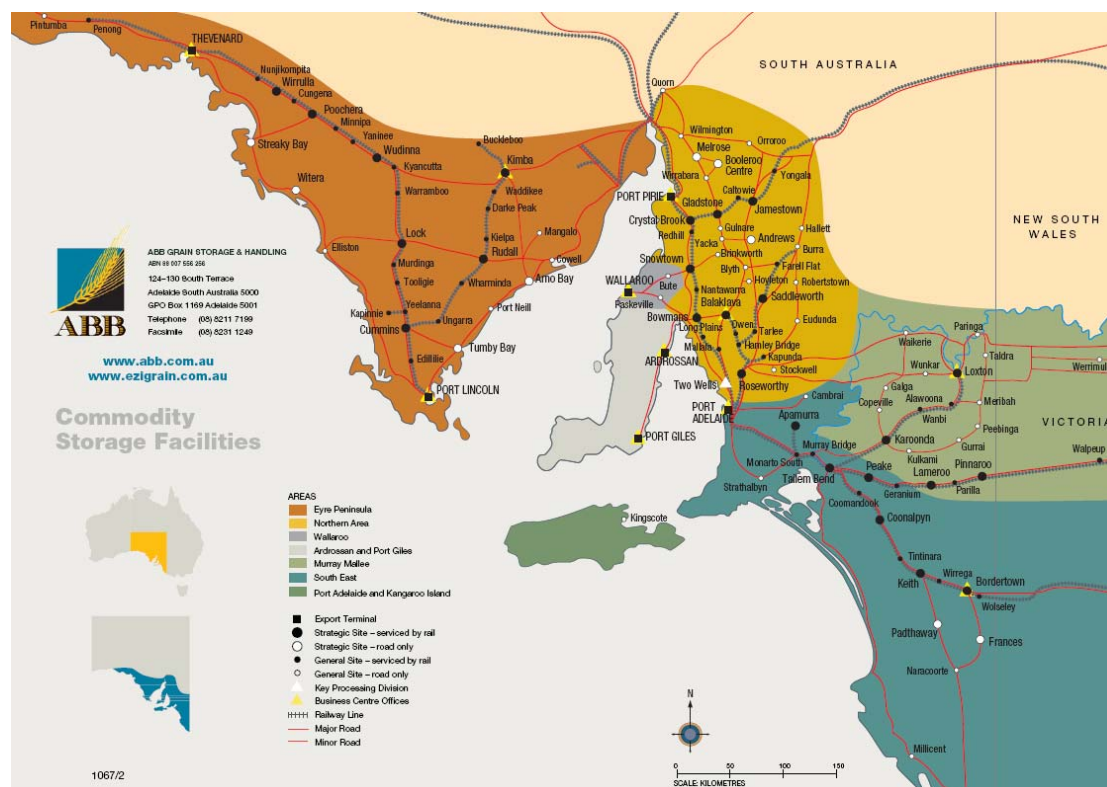 Pintumba
Penong
THEVENARD
Nunjikompita
Wirrulla
Cungena
Poochera
Minnipa
Yaninee
Wudinna
Kyancutta
Streaky Bay
Witera
Warramboo
Buckleboo
Kimba
Waddikee
Darke Peak
Lock
Kielpa
Mangalo
Elliston
Murdinga
Rudall
Cowell
Tooligie
Wharminda
Arno Bay
Yeelanna
Kapinnie
Port Neill
Cummins
Ungarra
Edillilie
Tumby Bay
PORT LINCOLN
SOUTH AUSTRALIA
Quorn
Wilmington
Orroroo
Melrose
Booleroo
Centre
Wirrabara
Yongala
PORT PIRIE
Caltowie
Gladstone
Jamestown
Crystal Brook
Redhill
Gulnare
Hallett
Yacka
Andrews
Burra
Snowtown
Brinkworth
Blyth
Farell Flat
WALLAROO
Bute
Hoyleton
Robertstown
Nantawarra
Paskeville
Balaklava
Saddleworth
Bowmans
Long Plains
Owen
Tarlee
Eudunda
Mallala
Hamley Bridge
ARDROSSAN
Kapunda
Stockwell
Two Wells
Roseworthy
PORT
ADELAIDE
PORT GILES
NEW SOUTH
WALES
Waikerie
Paringa
Taldra
Wunkar
Loxton
Werrimul
Cambrai
Galga
Copeville
Alawoona
Meribah
Wanbi
VICTORIA
Apamurra
Karoonda
Peebinga
Murray Bridge
Kulkami
Gurrai
Walpeup
Monarto South
Peake
Lameroo
Pinnaroo
Strathalbyn
Tailem Bend
Geranium
Parilla
Coomandook
Coonalpyn
Kingscote
Tintinara
Keith
Wirrega
Bordertown
Wolseley
Padthaway
Frances
Naracoorte
Millicent
ABB
ABB GRAIN STORAGE & HANDLING
ABN 89 007 556 256
124–130 South Terrace
Adelaide South Australia 5000
GPO Box 1169 Adelaide 5001
Telephone (08) 8211 7199
Facsimile (08) 8231 1249
www.abb.com.au
www.ezigrain.com.au
Commodity
Storage Facilities
AREAS
Eyre Peninsula
Northern Area
Wallaroo
Ardrossan and Port Giles
Murray Mallee
South East
Port Adelaide and Kangaroo Island
Export Terminal
Strategic Site – serviced by rail
Strategic Site – road only
General Site – serviced by rail
General Site – road only
Key Processing Division
Business Centre Offices
Railway Line
Major Road
Minor Road
N
0 50 100 150
SCALE: KILOMETRES
1067/2